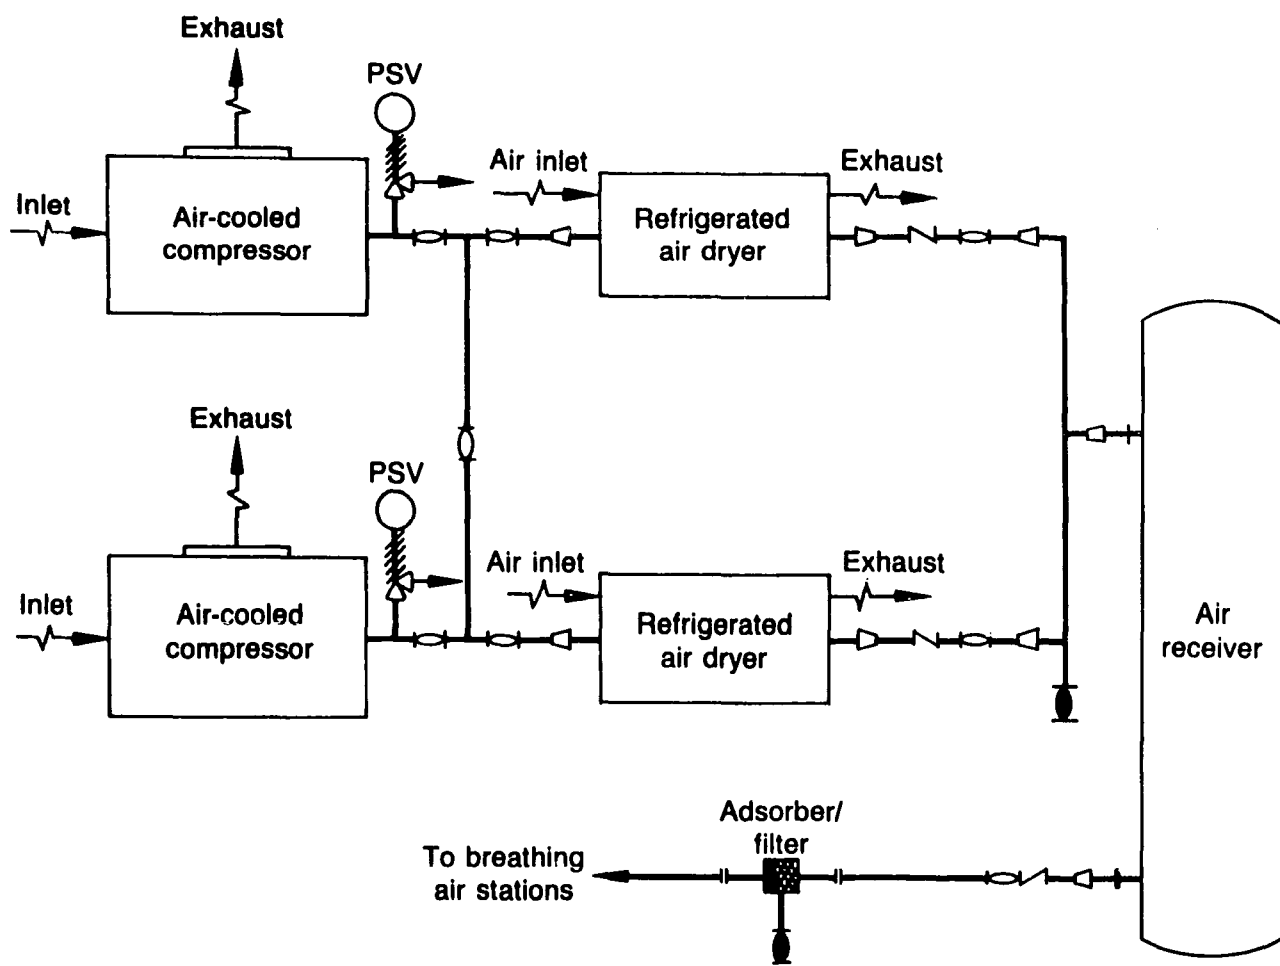 Exhaust
PSV
Air inlet
Exhaust
Inlet
Air-cooled
compressor
Refrigerated
air dryer
Exhaust
PSV
Air inlet
Exhaust
Inlet
Air-cooled
compressor
Refrigerated
air dryer
Air
receiver
Adsorber/
filter
To breathing
air stations